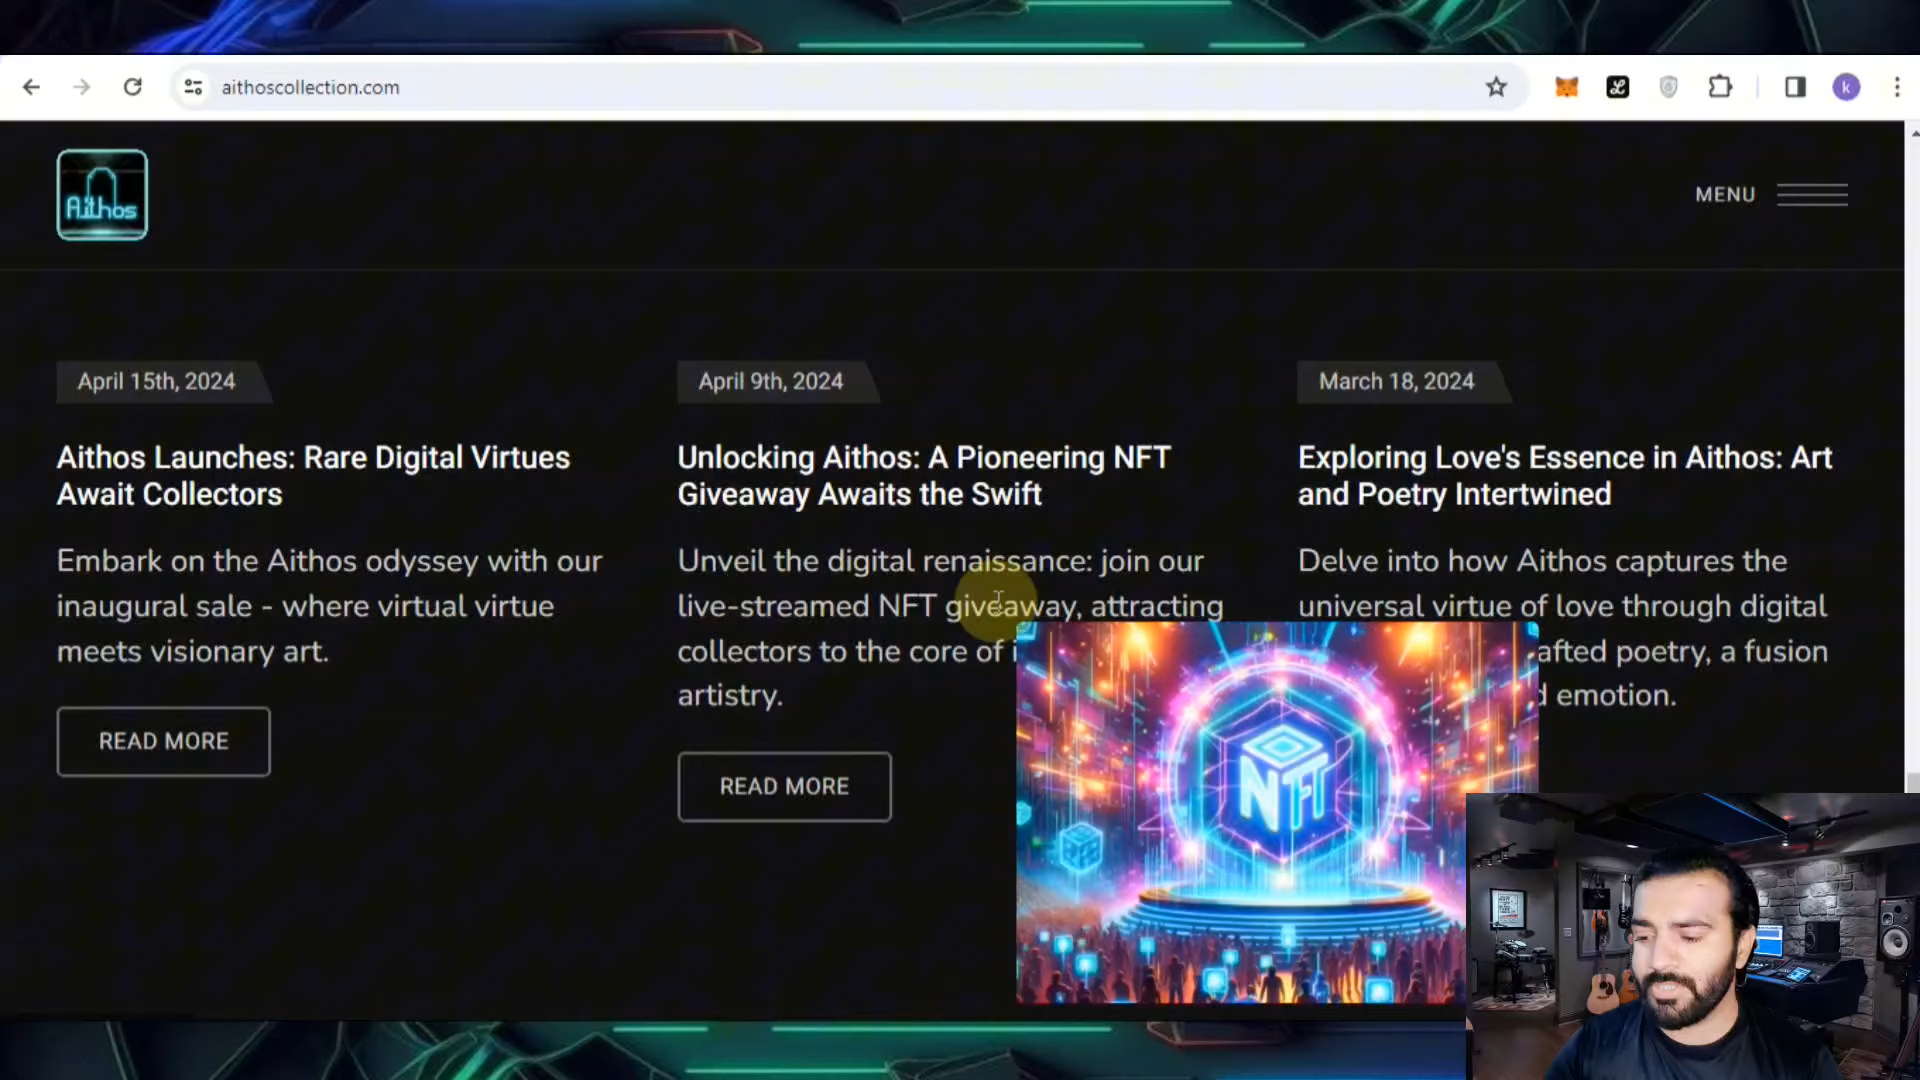 aithoscollection.com
k
Aithos
MENU
April 15th, 2024
Aithos Launches: Rare Digital Virtues
Await Collectors
Embark on the Aithos odyssey with our
inaugural sale - where virtual virtue
meets visionary art.
READ MORE
April 9th, 2024
Unlocking Aithos: A Pioneering NFT
Giveaway Awaits the Swift
Unveil the digital renaissance: join our
live-streamed NFT giveaway, attracting
collectors to the core of
artistry.
READ MORE
March 18, 2024
Exploring Love's Essence in Aithos: Art
and Poetry Intertwined
Delve into how Aithos captures the
universal virtue of love through digital
afted poetry, a fusion
emotion.
NFT